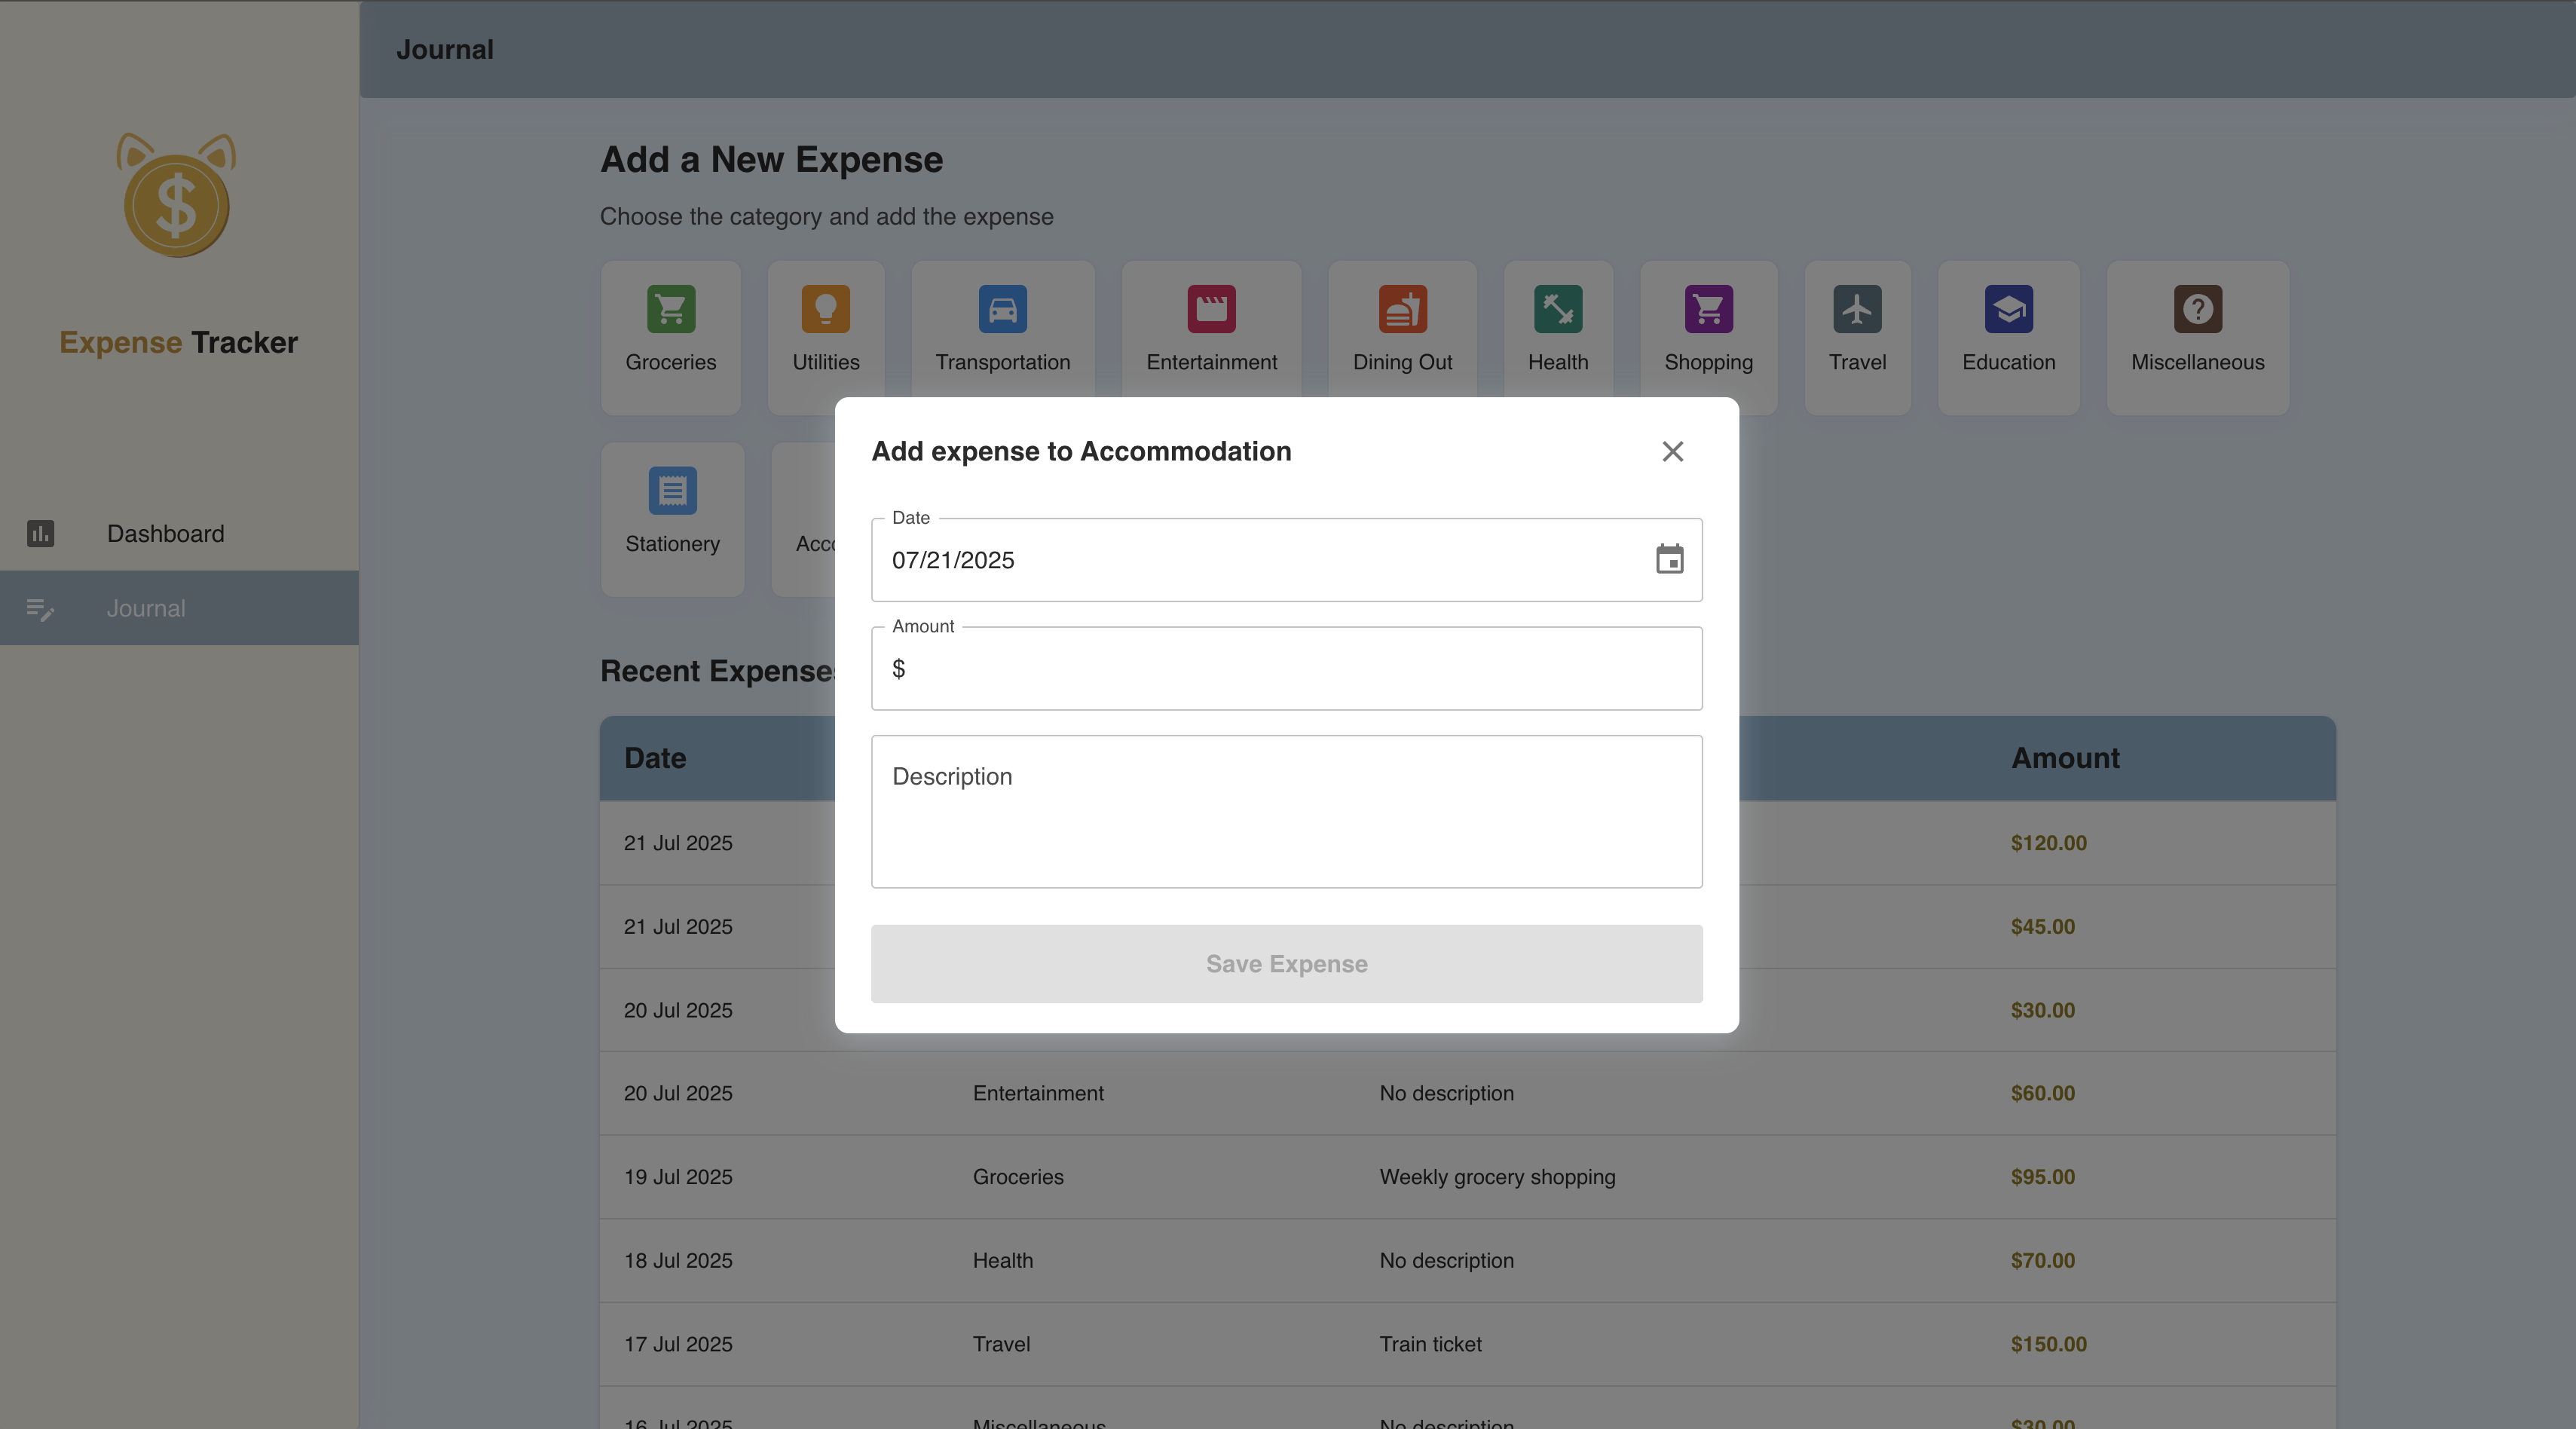 Journal
Expense Tracker
Dashboard
Journal
Add a New Expense
Choose the category and add the expense
Groceries
Utilities
Transportation
Entertainment
Dining Out
Health
Shopping
Travel
Education
Miscellaneous
Stationery
Add expense to Accommodation
Date
07/21/2025
Amount
$
Description
Save Expense
Recent Expenses
Date Amount
21 Jul 2025 $120.00
21 Jul 2025 $45.00
20 Jul 2025 $30.00
20 Jul 2025 Entertainment No description $60.00
19 Jul 2025 Groceries Weekly grocery shopping $95.00
18 Jul 2025 Health No description $70.00
17 Jul 2025 Travel Train ticket $150.00
16 Jul 2025 Miscellaneous No description $30.00